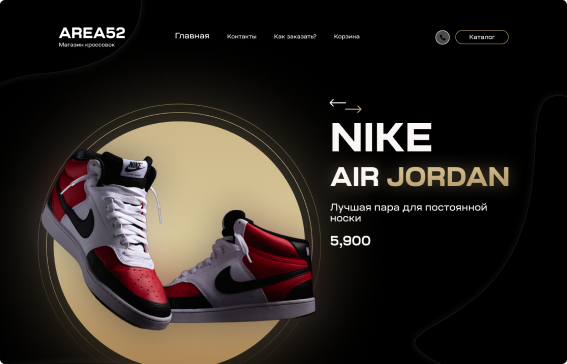 AREA52
Магазин кроссовок
Главная
Контакты
Как заказать?
Корзина
Каталог
NIKE
AIR JORDAN
Лучшая пара для постоянной
носки
5,900
NIKE